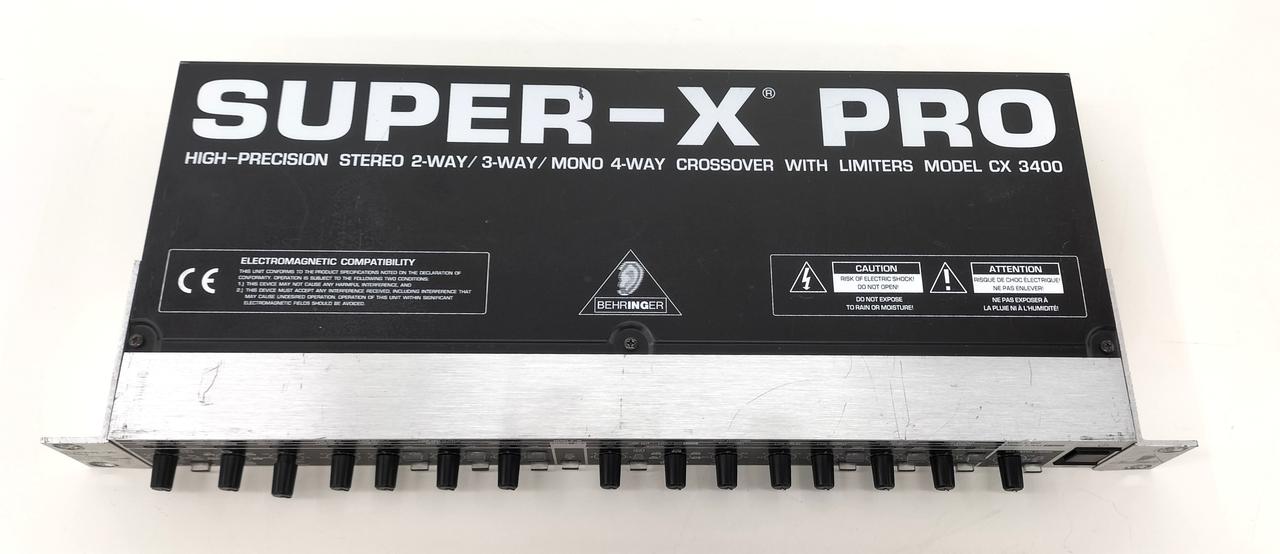 SUPER-X® PRO
HIGH-PRECISION STEREO 2-WAY/3-WAY/MONO 4-WAY CROSSOVER WITH LIMITERS MODEL CX 3400
CE
ELECTROMAGNETIC COMPATIBILITY
THIS UNIT CONFORMS TO THE PRODUCT SPECIFICATIONS NOTED ON THE DECLARATION OF
CONFORMITY. OPERATION IS SUBJECT TO THE FOLLOWING TWO CONDITIONS:
1.) THIS DEVICE MAY NOT CAUSE ANY HARMFUL INTERFERENCE, AND
2.) THIS DEVICE MUST ACCEPT ANY INTERFERENCE RECEIVED, INCLUDING INTERFERENCE THAT
MAY CAUSE UNDESIRED OPERATION. OPERATION OF THIS UNIT WITHIN SIGNIFICANT
ELECTROMAGNETIC FIELDS SHOULD BE AVOIDED.
BEHRINGER
CAUTION
RISK OF ELECTRIC SHOCK!
DO NOT OPEN!
DO NOT EXPOSE
TO RAIN OR MOISTURE!
ATTENTION
RISQUE DE CHOC ÉLECTRIQUE!
NE PAS ENLEVER!
NE PAS EXPOSER À
LA PLUIE NI À L'HUMIDITÉ!